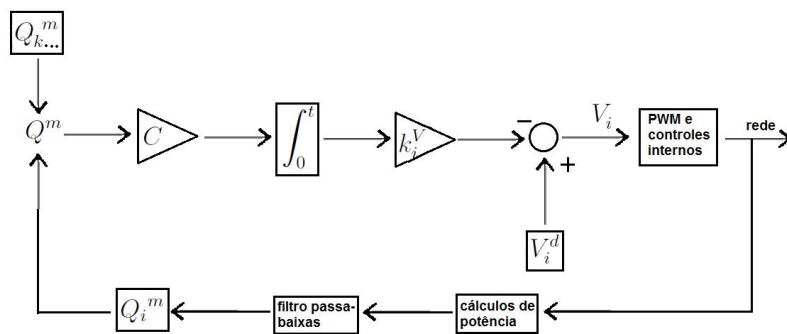 Q_k...^m
Q^m
C
∫_0^t
k_i^V
−
+
V_i
V_i^d
PWM e
controles
internos
rede
Q_i^m
filtro passa-
baixas
cálculos de
potência